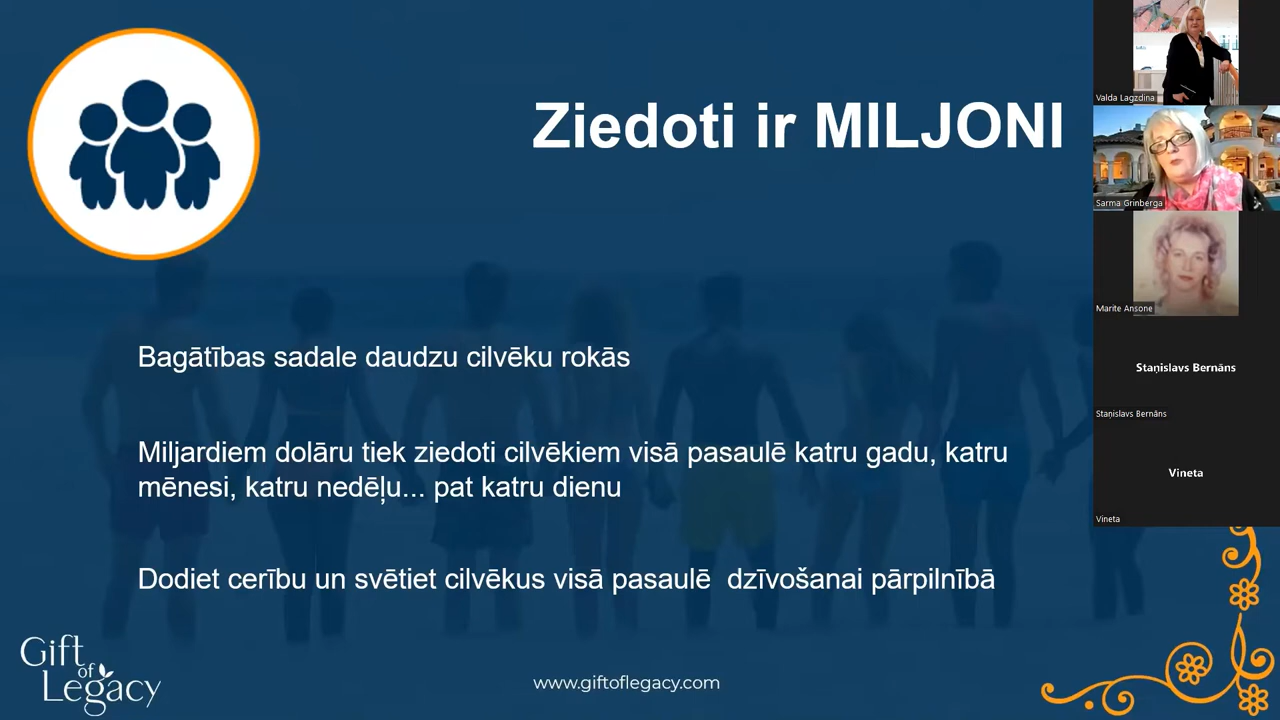 Ziedoti ir MILJONI
Bagātības sadale daudzu cilvēku rokās
Miljardiem dolāru tiek ziedoti cilvēkiem visā pasaulē katru gadu, katru
mēnesi, katru nedēļu... pat katru dienu
Dodiet cerību un svētiet cilvēkus visā pasaulē dzīvošanai pārpilnībā
Gift
of
Legacy
www.giftoflegacy.com
Valda Lagzdina
Sarma Grinberga
Marite Ansone
Staņislavs Bernāns
Staņislavs Bernāns
Vineta
Vineta